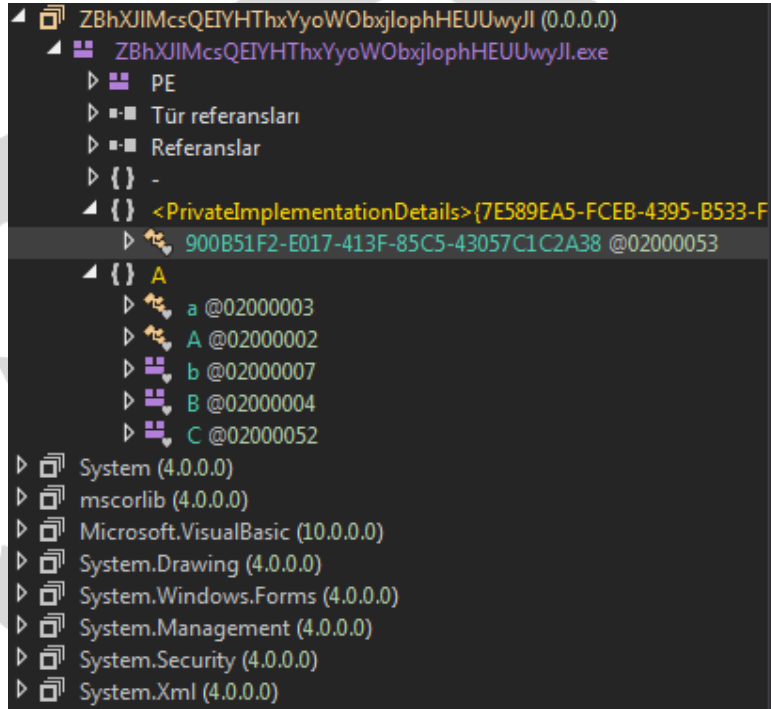 ZBhXJIMcsQEIYHThxYyoWObxjlophHEUUwyJl (0.0.0.0)
ZBhXJIMcsQEIYHThxYyoWObxjlophHEUUwyJl.exe
PE
Tür referansları
Referanslar
{ } -
{ } <PrivateImplementationDetails>{7E589EA5-FCEB-4395-B533-F
900B51F2-E017-413F-85C5-43057C1C2A38 @02000053
{ } A
a @02000003
A @02000002
b @02000007
B @02000004
C @02000052
System (4.0.0.0)
mscorlib (4.0.0.0)
Microsoft.VisualBasic (10.0.0.0)
System.Drawing (4.0.0.0)
System.Windows.Forms (4.0.0.0)
System.Management (4.0.0.0)
System.Security (4.0.0.0)
System.Xml (4.0.0.0)